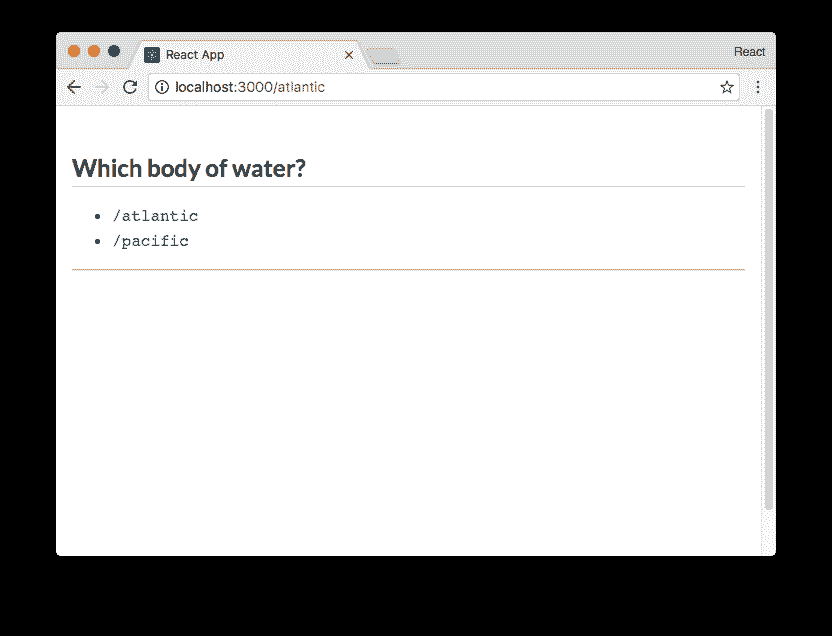 React App
React
localhost:3000/atlantic
Which body of water?
/atlantic
/pacific